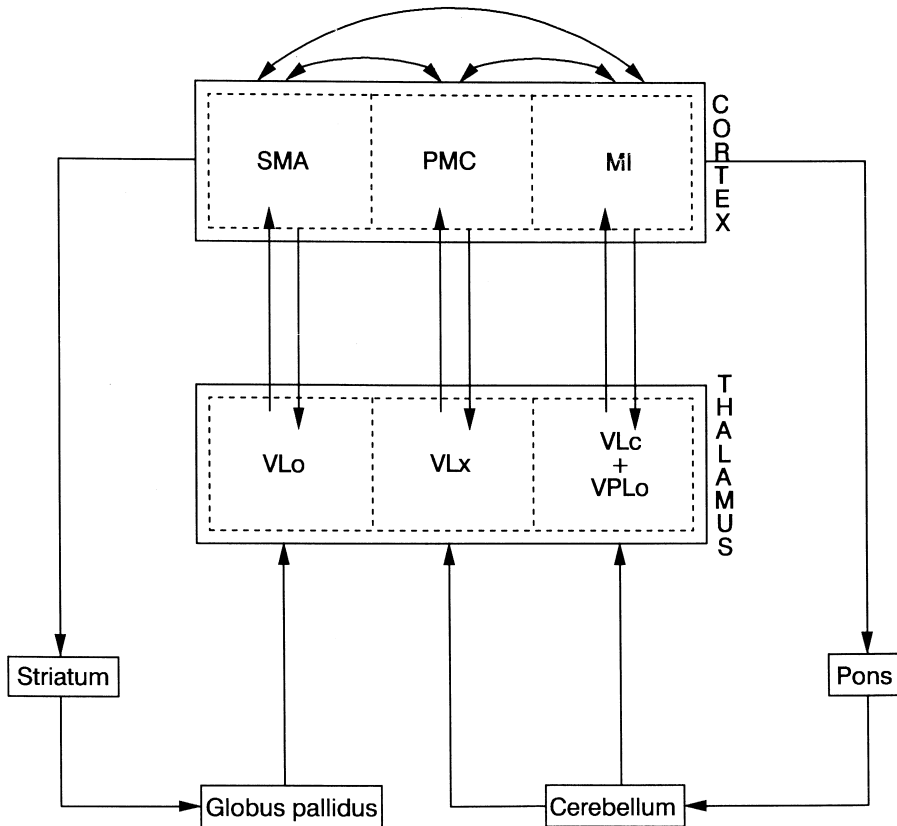 SMA
PMC
MI
CORTEX
VLo
VLx
VLc
+
VPLo
THALAMUS
Striatum
Pons
Globus pallidus
Cerebellum